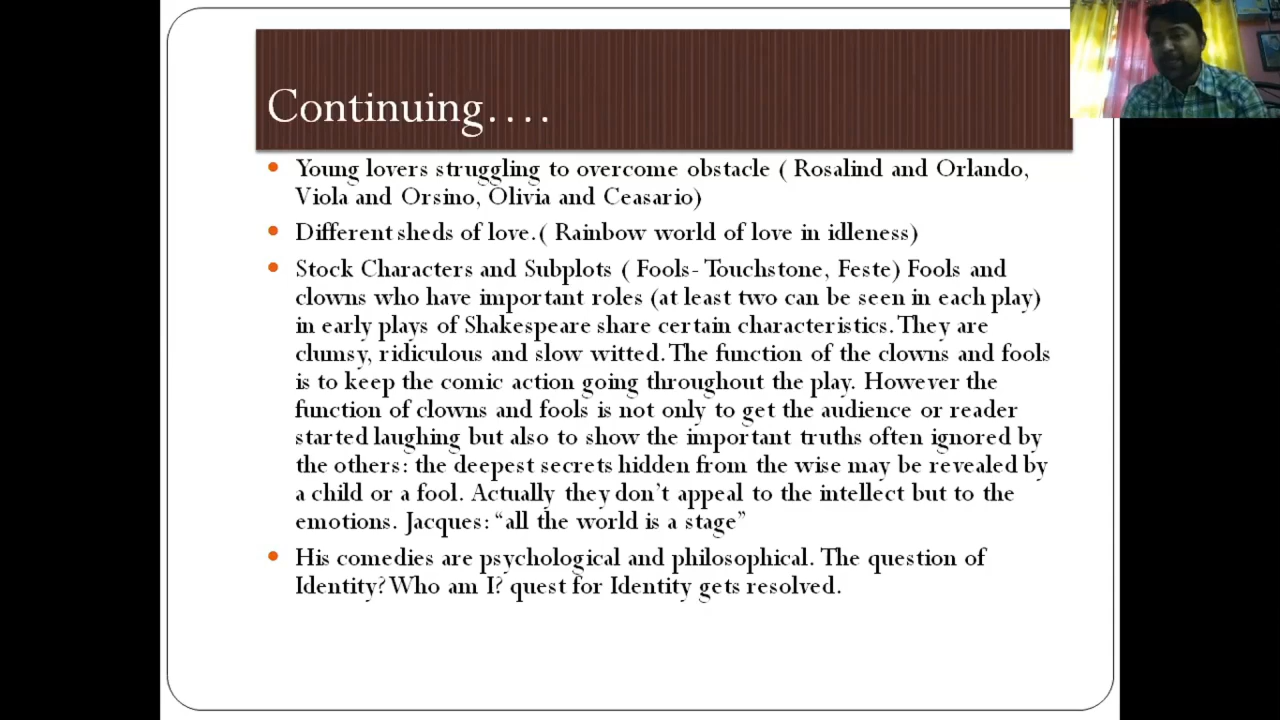 Continuing....
Young lovers struggling to overcome obstacle ( Rosalind and Orlando,
Viola and Orsino, Olivia and Ceasario)
Different sheds of love.( Rainbow world of love in idleness)
Stock Characters and Subplots ( Fools- Touchstone, Feste) Fools and
clowns who have important roles (at least two can be seen in each play)
in early plays of Shakespeare share certain characteristics. They are
clumsy, ridiculous and slow witted. The function of the clowns and fools
is to keep the comic action going throughout the play. However the
function of clowns and fools is not only to get the audience or reader
started laughing but also to show the important truths often ignored by
the others: the deepest secrets hidden from the wise may be revealed by
a child or a fool. Actually they don't appeal to the intellect but to the
emotions. Jacques: “all the world is a stage”
His comedies are psychological and philosophical. The question of
Identity? Who am I? quest for Identity gets resolved.